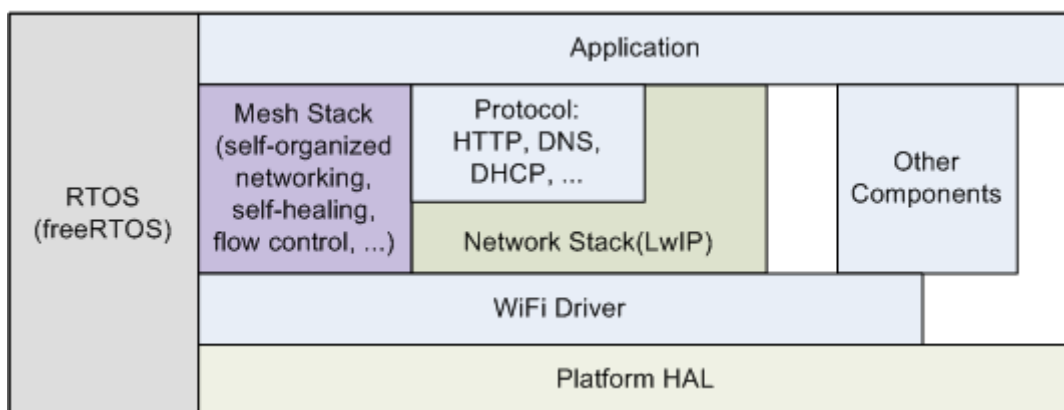 Application
RTOS
(freeRTOS)
Mesh Stack
(self-organized
networking,
self-healing,
flow control, ...)
Protocol:
HTTP, DNS,
DHCP, ...
Network Stack(LwIP)
Other
Components
WiFi Driver
Platform HAL